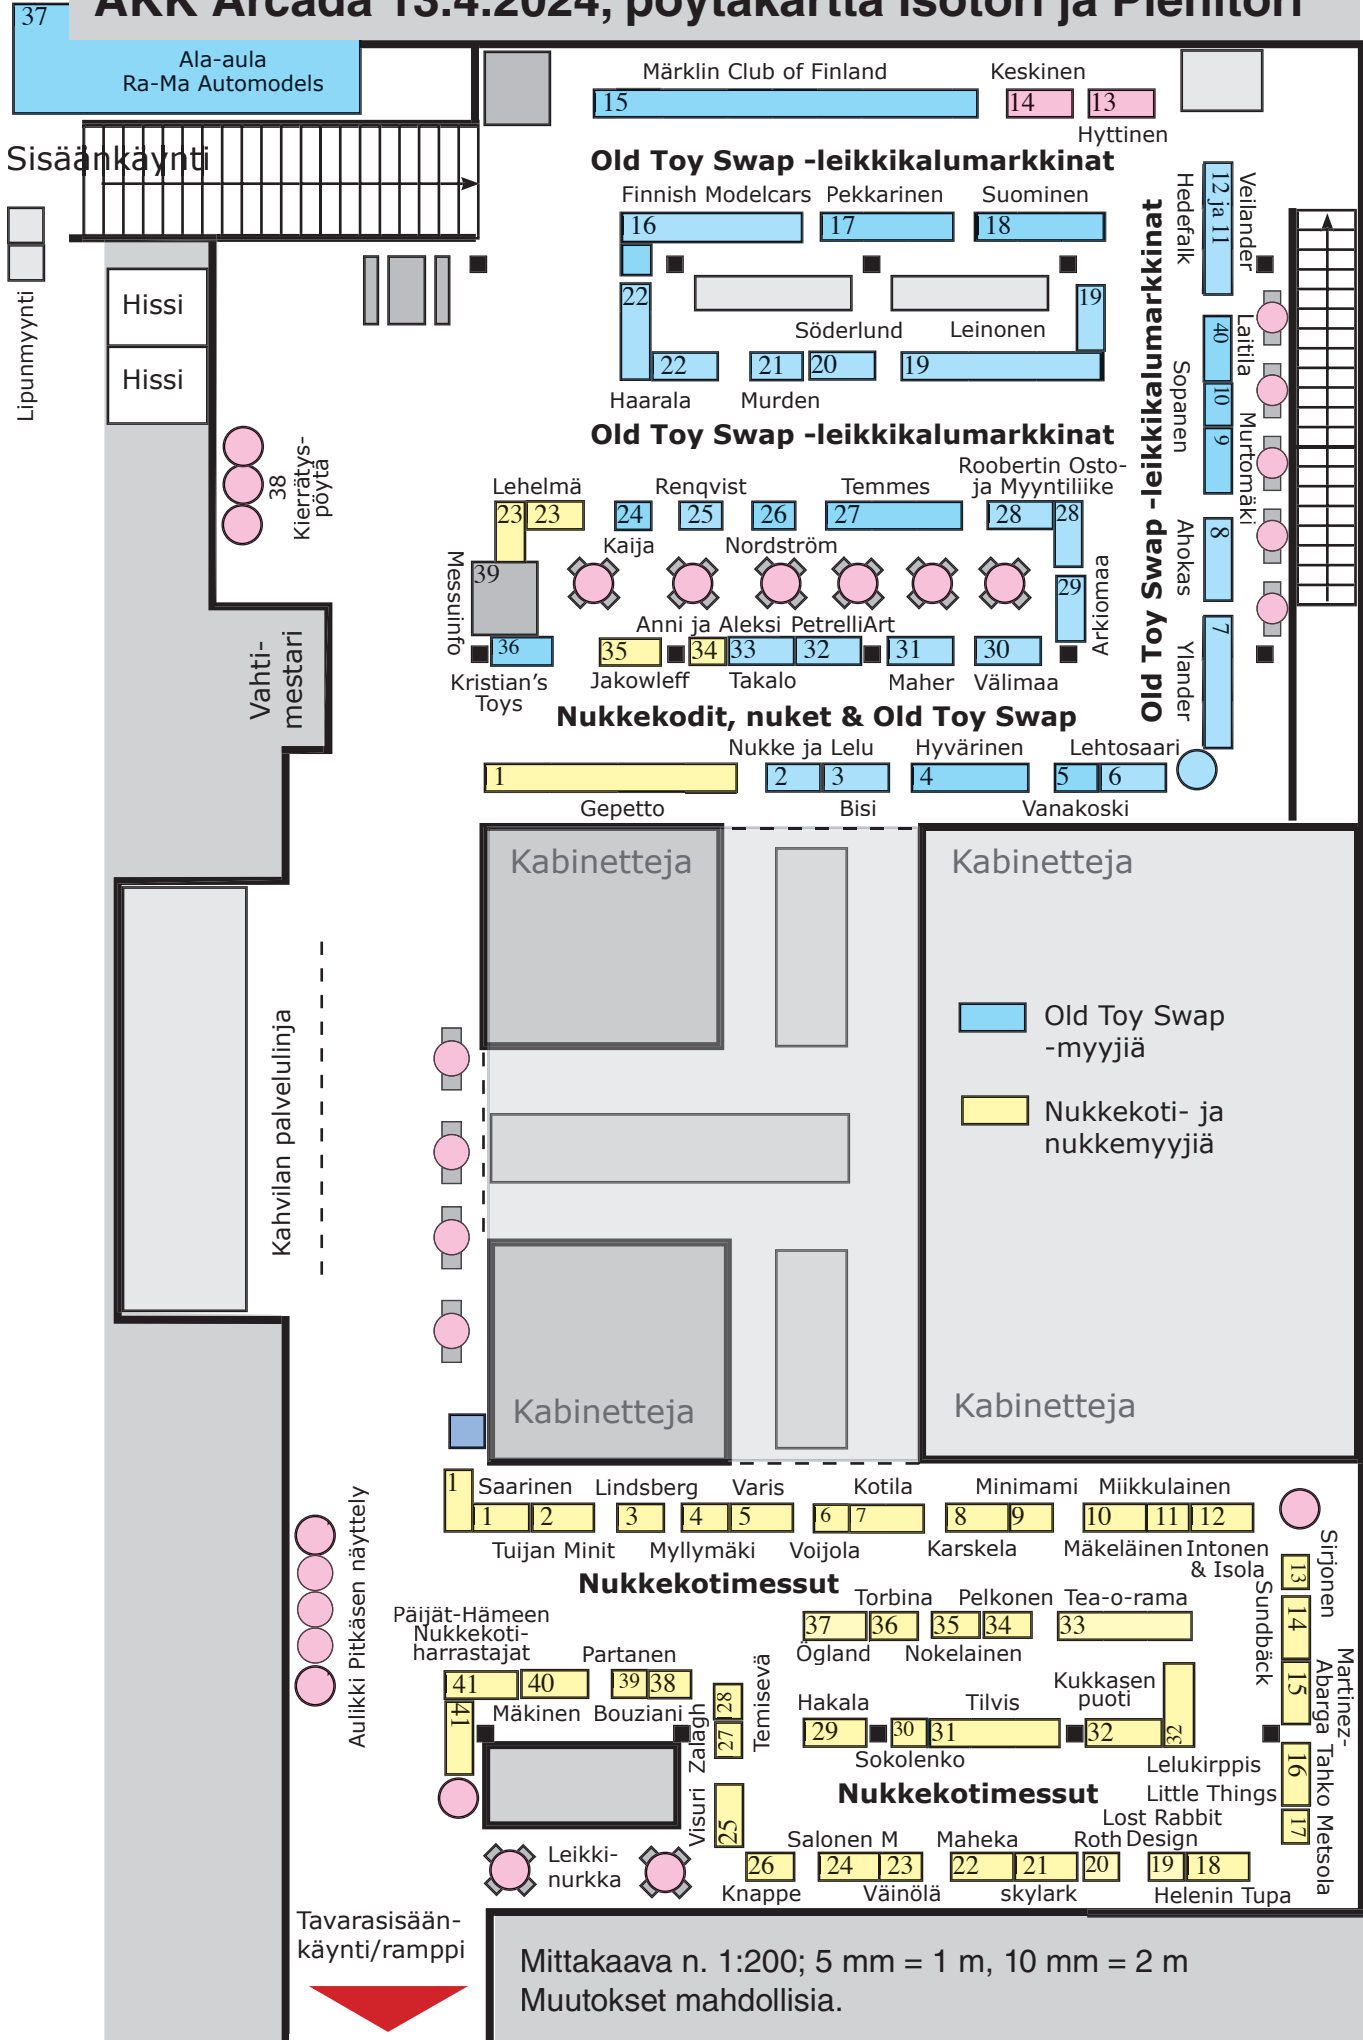 AKK Arcada 13.4.2024, pöytäkartta Isotori ja Pienitori
37
Ala-aula
Ra-Ma Automodels
Märklin Club of Finland
Keskinen
15
14
13
Hyttinen
Sisäänkäynti
Lipunmyynti
Hissi
Hissi
Old Toy Swap -leikkikalumarkkinat
Finnish Modelcars
Pekkarinen
Suominen
16
17
18
22
19
Söderlund
Leinonen
22
21
20
19
Haarala
Murden
Old Toy Swap -leikkikalumarkkinat
Old Toy Swap -leikkikalumarkkinat
Veilander
12 ja 11
Hedefalk
Laitila
40
Sopanen
10
Murtomäki
9
Ahokas
8
Ylander
7
38
Kierrätys-
pöytä
Lehelmä
Renqvist
Temmes
Roobertin Osto-
ja Myyntiliike
23
23
24
25
26
27
28
28
Kaija
Nordström
Messuinfo
39
29
Arkiomaa
Anni ja Aleksi
PetrelliArt
36
35
34
33
32
31
30
Kristian's
Toys
Jakowleff
Takalo
Maher
Välimaa
Vahti-
mestari
Nukkekodit, nuket & Old Toy Swap
Nukke ja Lelu
Hyvärinen
Lehtosaari
1
2
3
4
5
6
Gepetto
Bisi
Vanakoski
Kabinetteja
Kabinetteja
Old Toy Swap
-myyjiä
Nukkekoti- ja
nukkemyyjiä
Kahvilan palvelulinja
Kabinetteja
Kabinetteja
1
Saarinen
Lindsberg
Varis
Kotila
Minimami
Miikkulainen
1
2
3
4
5
6
7
8
9
10
11
12
Tuijan Minit
Myllymäki
Voijola
Karskela
Mäkeläinen
Intonen
& Isola
Nukkekotimessut
Aulikki Pitkäsen näyttely
Sirjonen
13
Sundbäck
14
Martinez-
Abarga
15
Tahko
16
Metsola
17
Torbina
Pelkonen
Tea-o-rama
37
36
35
34
33
Ögland
Nokelainen
Päijät-Hämeen
Nukkekoti-
harrastajat
Partanen
41
40
39
38
41
Mäkinen
Bouziani
Zalagh
28
27
Temisevä
Hakala
Tilvis
Kukkasen
puoti
29
30
31
32
32
Sokolenko
Lelukirppis
Nukkekotimessut
Little Things
Lost Rabbit
Visuri
25
Salonen M
Maheka
Roth
Design
26
24
23
22
21
20
19
18
Knappe
Väinölä
skylark
Helenin Tupa
Leikki-
nurkka
Tavarasisään-
käynti/ramppi
Mittakaava n. 1:200; 5 mm = 1 m, 10 mm = 2 m
Muutokset mahdollisia.